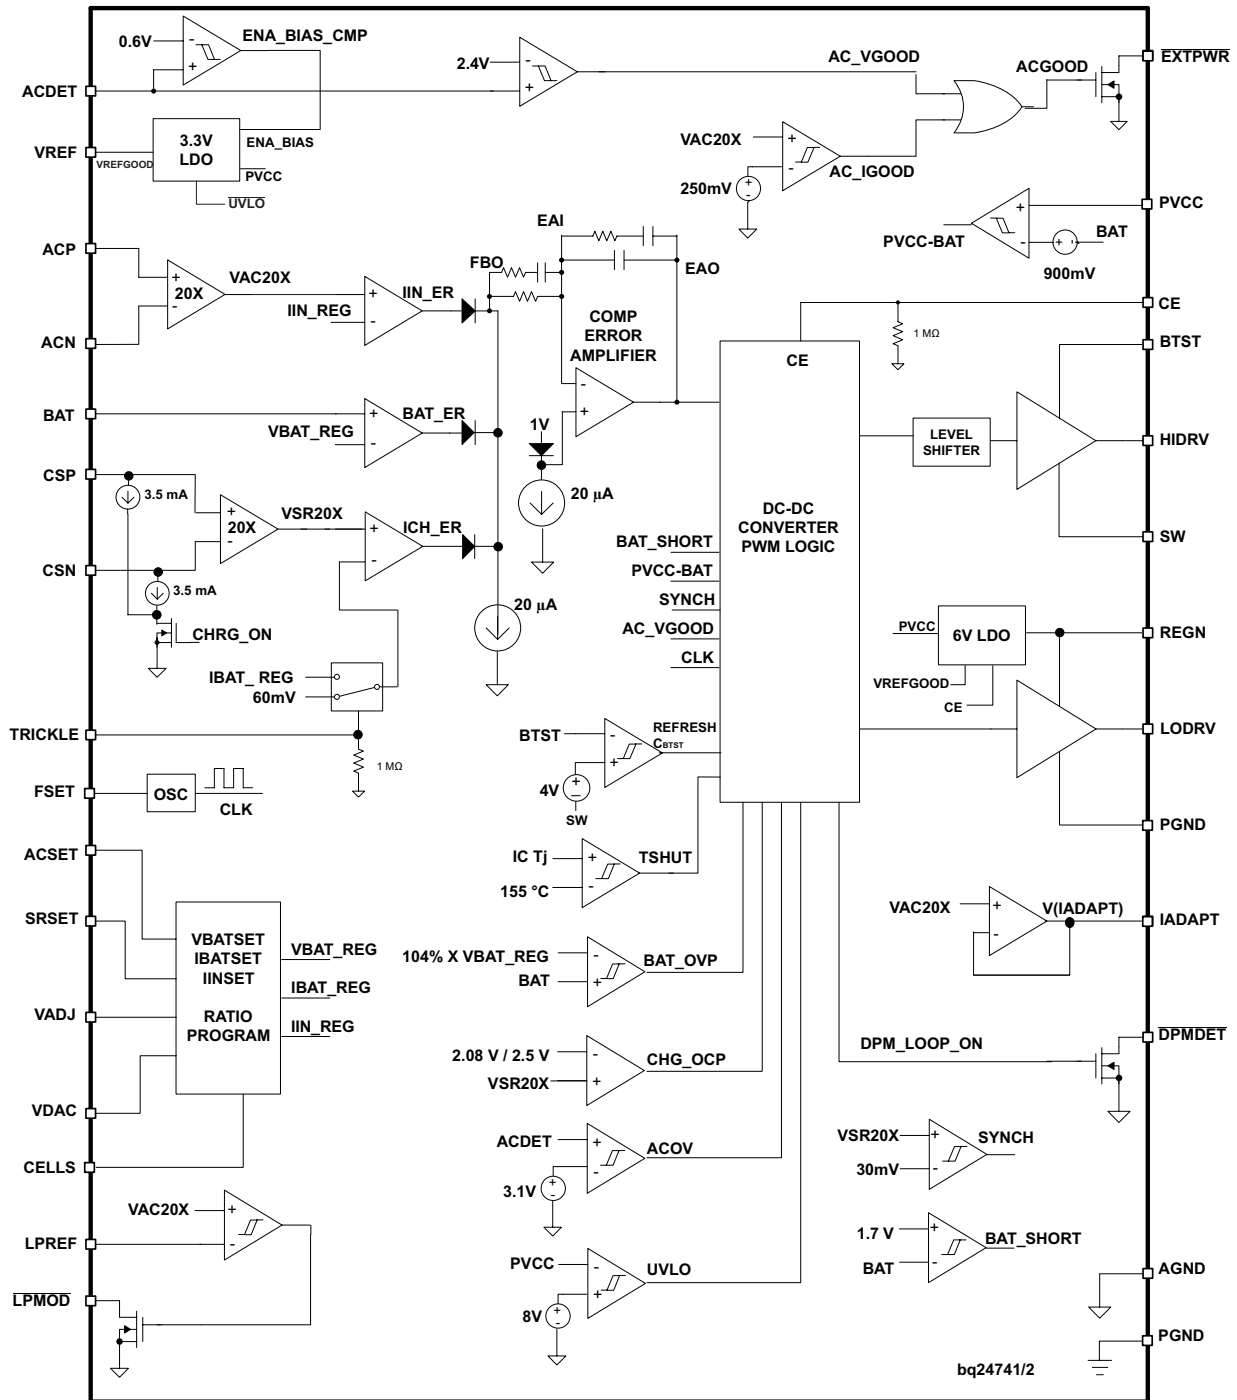 0.6V
ENA_BIAS_CMP
2.4V
AC_VGOOD
ACGOOD
EXTPWR
ACDET
VREF
VREFGOOD
3.3V
LDO
ENA_BIAS
PVCC
UVLO
VAC20X
250mV
AC_IGOOD
PVCC
PVCC-BAT
BAT
900mV
ACP
ACN
20X
VAC20X
IIN_REG
IIN_ER
FBO
EAI
EAO
COMP
ERROR
AMPLIFIER
CE
1 MΩ
CE
BTST
BAT
VBAT_REG
BAT_ER
1V
20 µA
LEVEL
SHIFTER
HIDRV
SW
CSP
3.5 mA
20X
VSR20X
ICH_ER
CSN
3.5 mA
CHRG_ON
20 µA
IBAT_ REG
60mV
DC-DC
CONVERTER
PWM LOGIC
BAT_SHORT
PVCC-BAT
SYNCH
AC_VGOOD
CLK
PVCC
6V LDO
VREFGOOD
CE
REGN
LODRV
PGND
TRICKLE
1 MΩ
FSET
OSC
CLK
BTST
REFRESH
CBTST
4V
SW
IC Tj
155 °C
TSHUT
ACSET
SRSET
VADJ
VDAC
CELLS
VBATSET
IBATSET
IINSET
RATIO
PROGRAM
VBAT_REG
IBAT_REG
IIN_REG
104% X VBAT_REG
BAT
BAT_OVP
2.08 V / 2.5 V
VSR20X
CHG_OCP
ACDET
3.1V
ACOV
PVCC
8V
UVLO
VAC20X
V(IADAPT)
IADAPT
DPM_LOOP_ON
DPMDET
VSR20X
30mV
SYNCH
1.7 V
BAT
BAT_SHORT
VAC20X
LPREF
LPMOD
AGND
PGND
bq24741/2